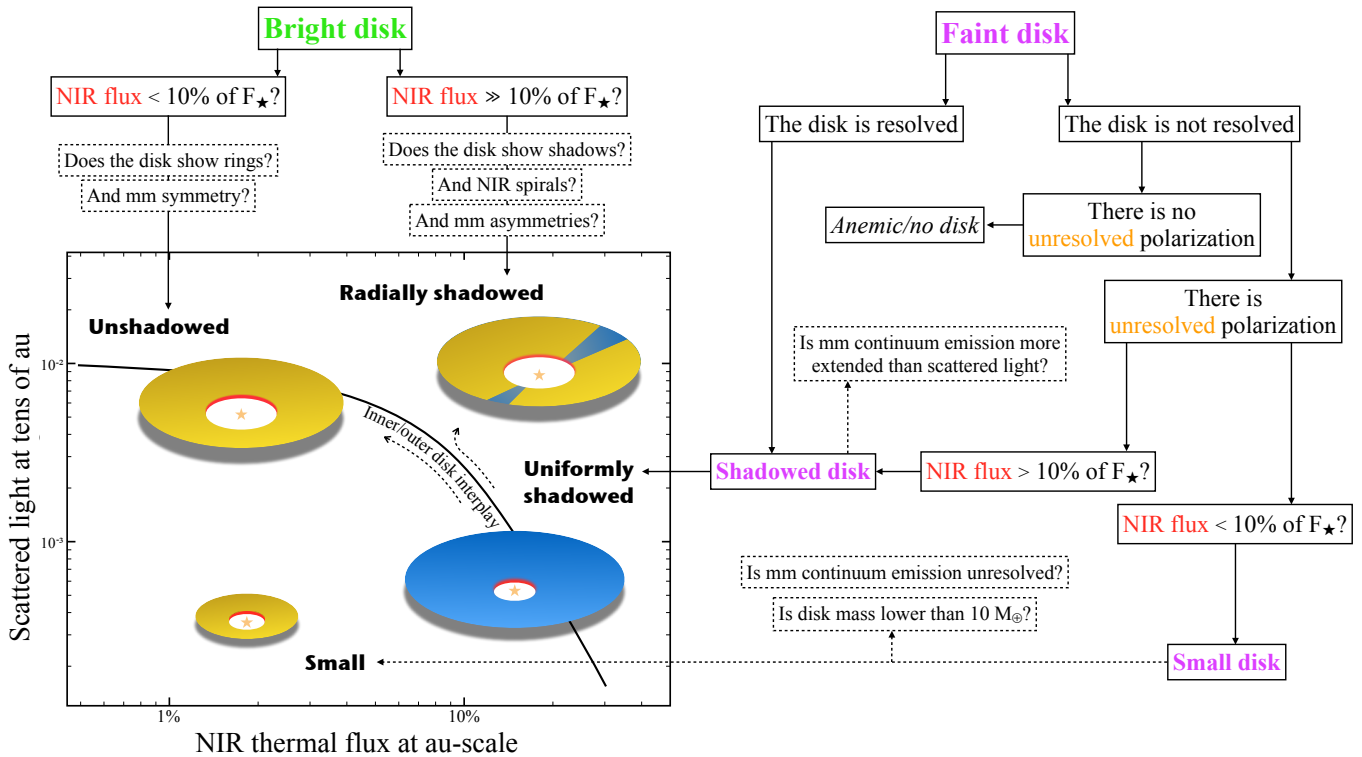 Bright disk
NIR flux < 10% of F★?
NIR flux ≫ 10% of F★?
Does the disk show rings?
And mm symmetry?
Does the disk show shadows?
And NIR spirals?
And mm asymmetries?
Faint disk
The disk is resolved
The disk is not resolved
There is no
unresolved polarization
Anemic/no disk
There is
unresolved polarization
Is mm continuum emission more
extended than scattered light?
Shadowed disk
NIR flux > 10% of F★?
NIR flux < 10% of F★?
Is mm continuum emission unresolved?
Is disk mass lower than 10 M⊕?
Small disk
Unshadowed
Radially shadowed
Inner/outer disk interplay
Uniformly
shadowed
Small
Scattered light at tens of au
10⁻²
10⁻³
1%
10%
NIR thermal flux at au-scale